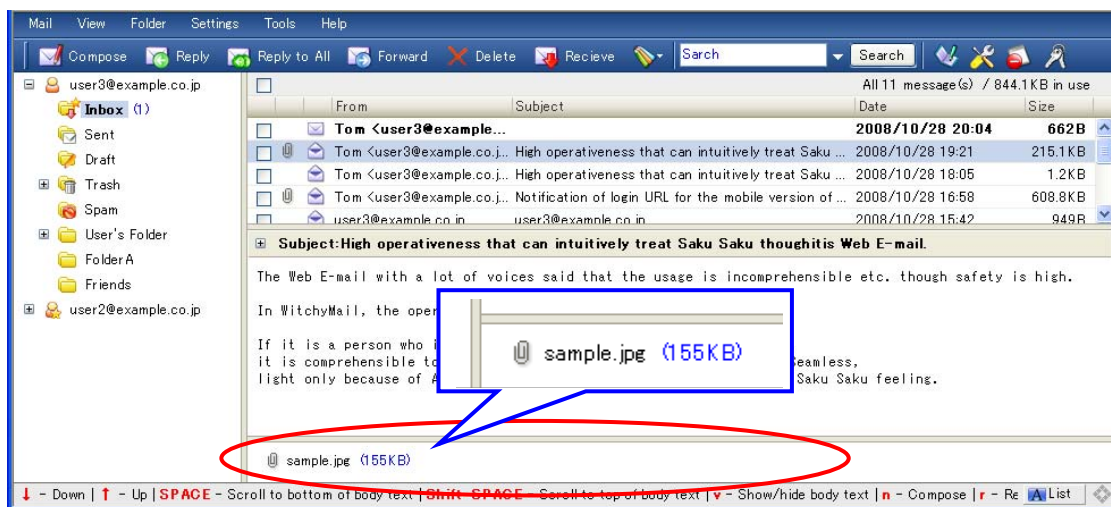 Mail View Folder Settings Tools Help
Compose Reply Reply to All Forward Delete Recieve Sarch Search
user3@example.co.jp
Inbox (1)
Sent
Draft
Trash
Spam
User's Folder
Folder A
Friends
user2@example.co.jp
All 11 message(s) / 844.1KB in use
From Subject Date Size
Tom <user3@example... 2008/10/28 20:04 662B
Tom <user3@example.co.j... High operativeness that can intuitively treat Saku ... 2008/10/28 19:21 215.1KB
Tom <user3@example.co.j... High operativeness that can intuitively treat Saku ... 2008/10/28 18:05 1.2KB
Tom <user3@example.co.j... Notification of login URL for the mobile version of ... 2008/10/28 16:58 608.8KB
user3@example.co.jp user3@example.co.jp 2008/10/28 15:42 949B
Subject:High operativeness that can intuitively treat Saku Saku thoughitis Web E-mail.
The Web E-mail with a lot of voices said that the usage is incomprehensible etc. though safety is high.
In WitchyMail, the oper
If it is a person who
it is comprehensible to Seamless,
light only because of A Saku Saku feeling.
sample.jpg (155KB)
sample.jpg (155KB)
↓ - Down | ↑ - Up | SPACE - Scroll to bottom of body text | Shift+SPACE - Scroll to top of body text | v - Show/hide body text | n - Compose | r - Re A List